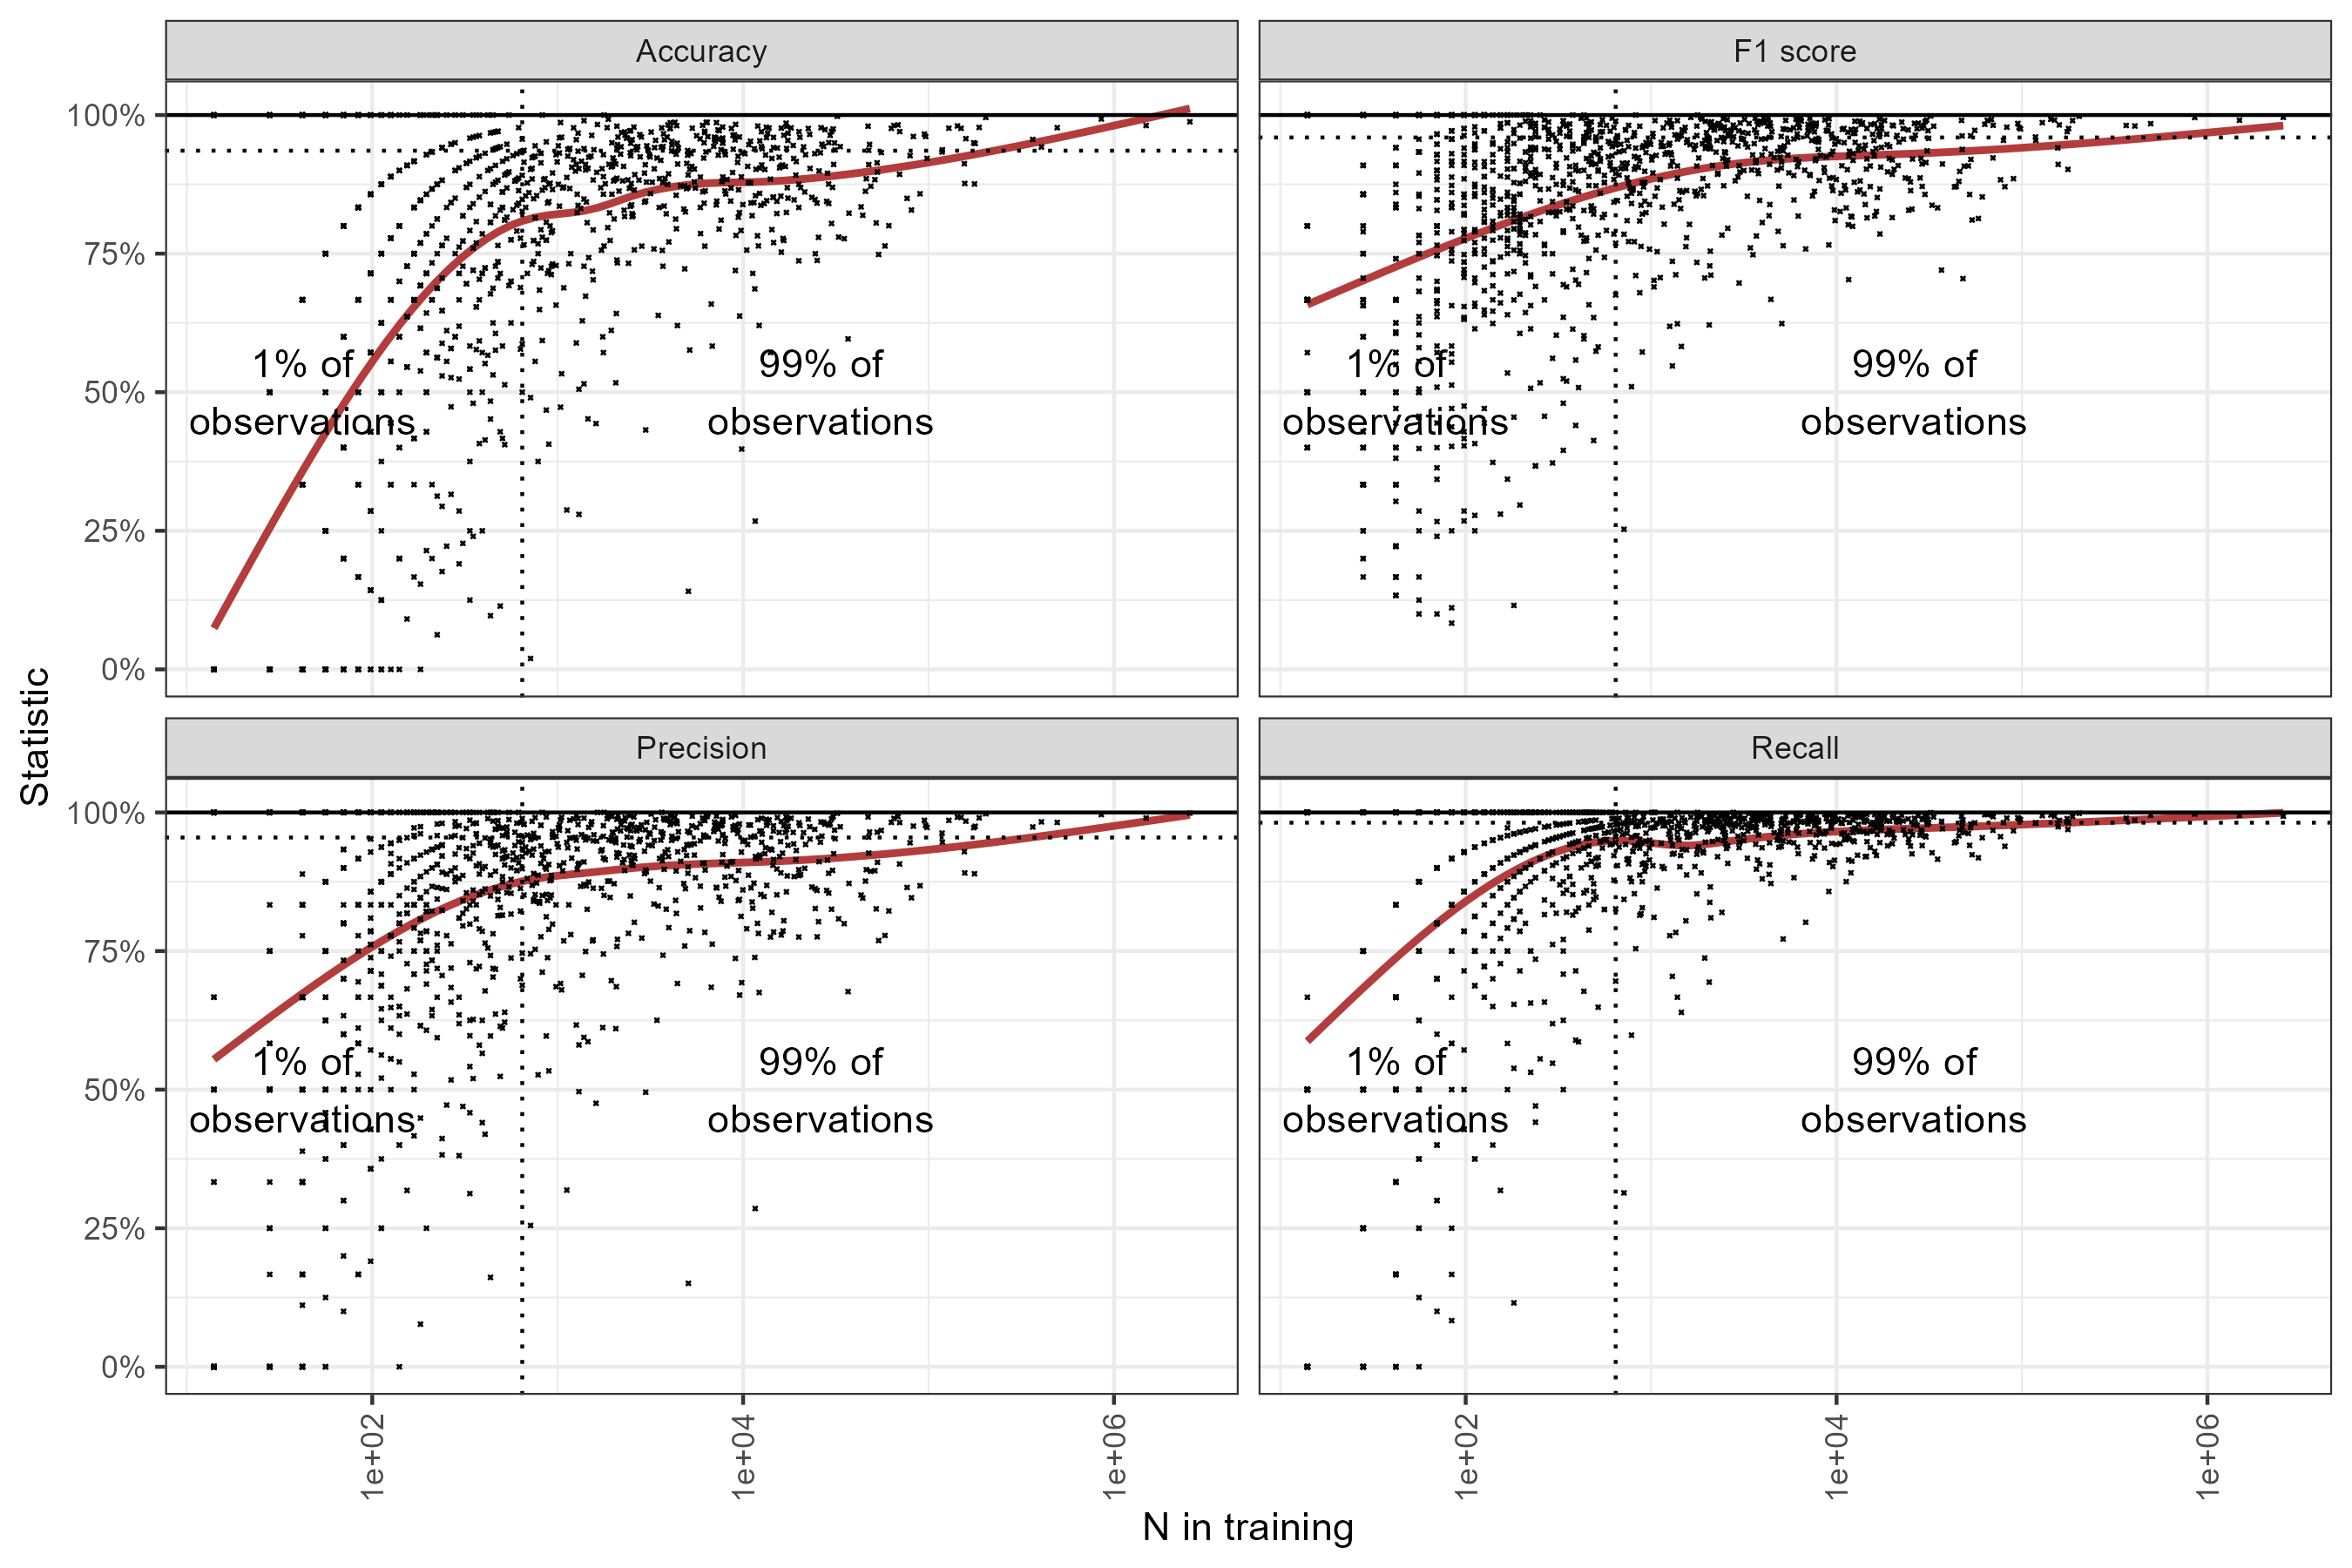 Accuracy
F1 score
100%
75%
50%
25%
0%
1% of
observations
99% of
observations
1% of
observations
99% of
observations
Statistic
Precision
Recall
100%
75%
50%
25%
0%
1% of
observations
99% of
observations
1% of
observations
99% of
observations
1e+02
1e+04
1e+06
1e+02
1e+04
1e+06
N in training